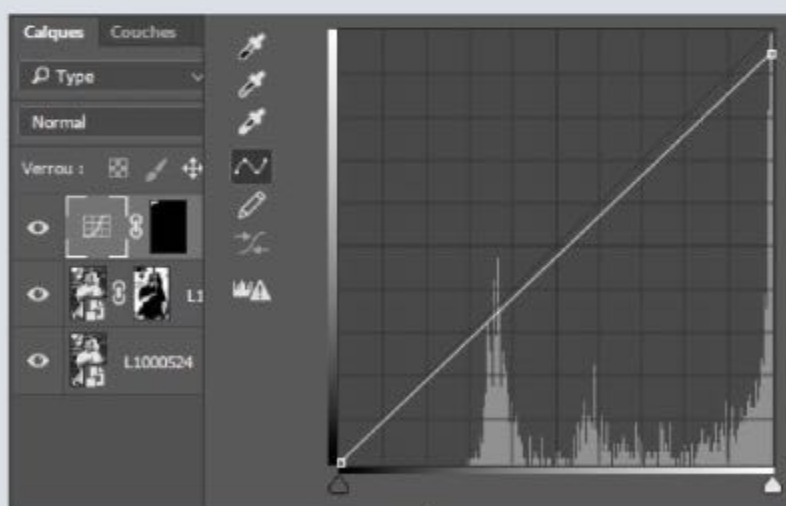 Calques Couches
Type
Normal
Verrou :
L1
L1000524